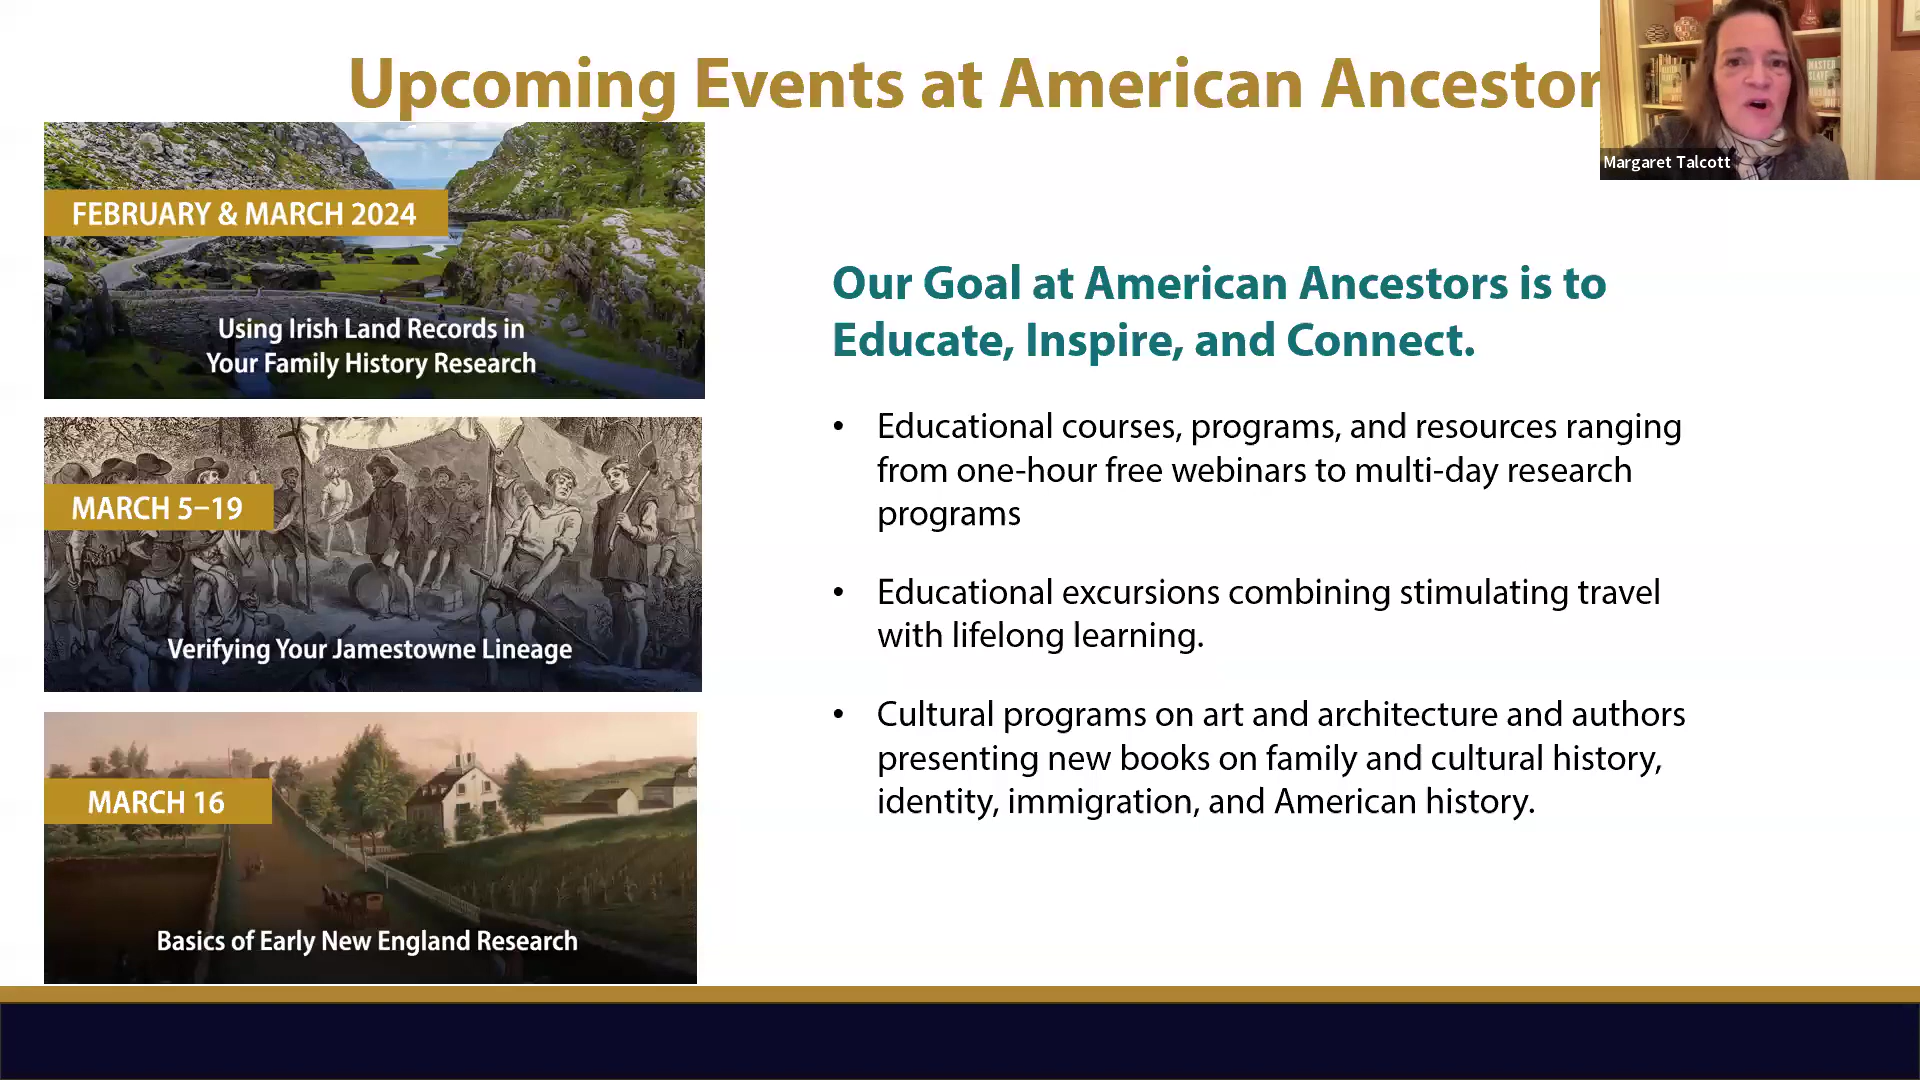 Upcoming Events at American Ancestor
Margaret Talcott
FEBRUARY & MARCH 2024
Using Irish Land Records in
Your Family History Research
MARCH 5–19
Verifying Your Jamestowne Lineage
MARCH 16
Basics of Early New England Research
Our Goal at American Ancestors is to
Educate, Inspire, and Connect.
• Educational courses, programs, and resources ranging
from one-hour free webinars to multi-day research
programs
• Educational excursions combining stimulating travel
with lifelong learning.
• Cultural programs on art and architecture and authors
presenting new books on family and cultural history,
identity, immigration, and American history.